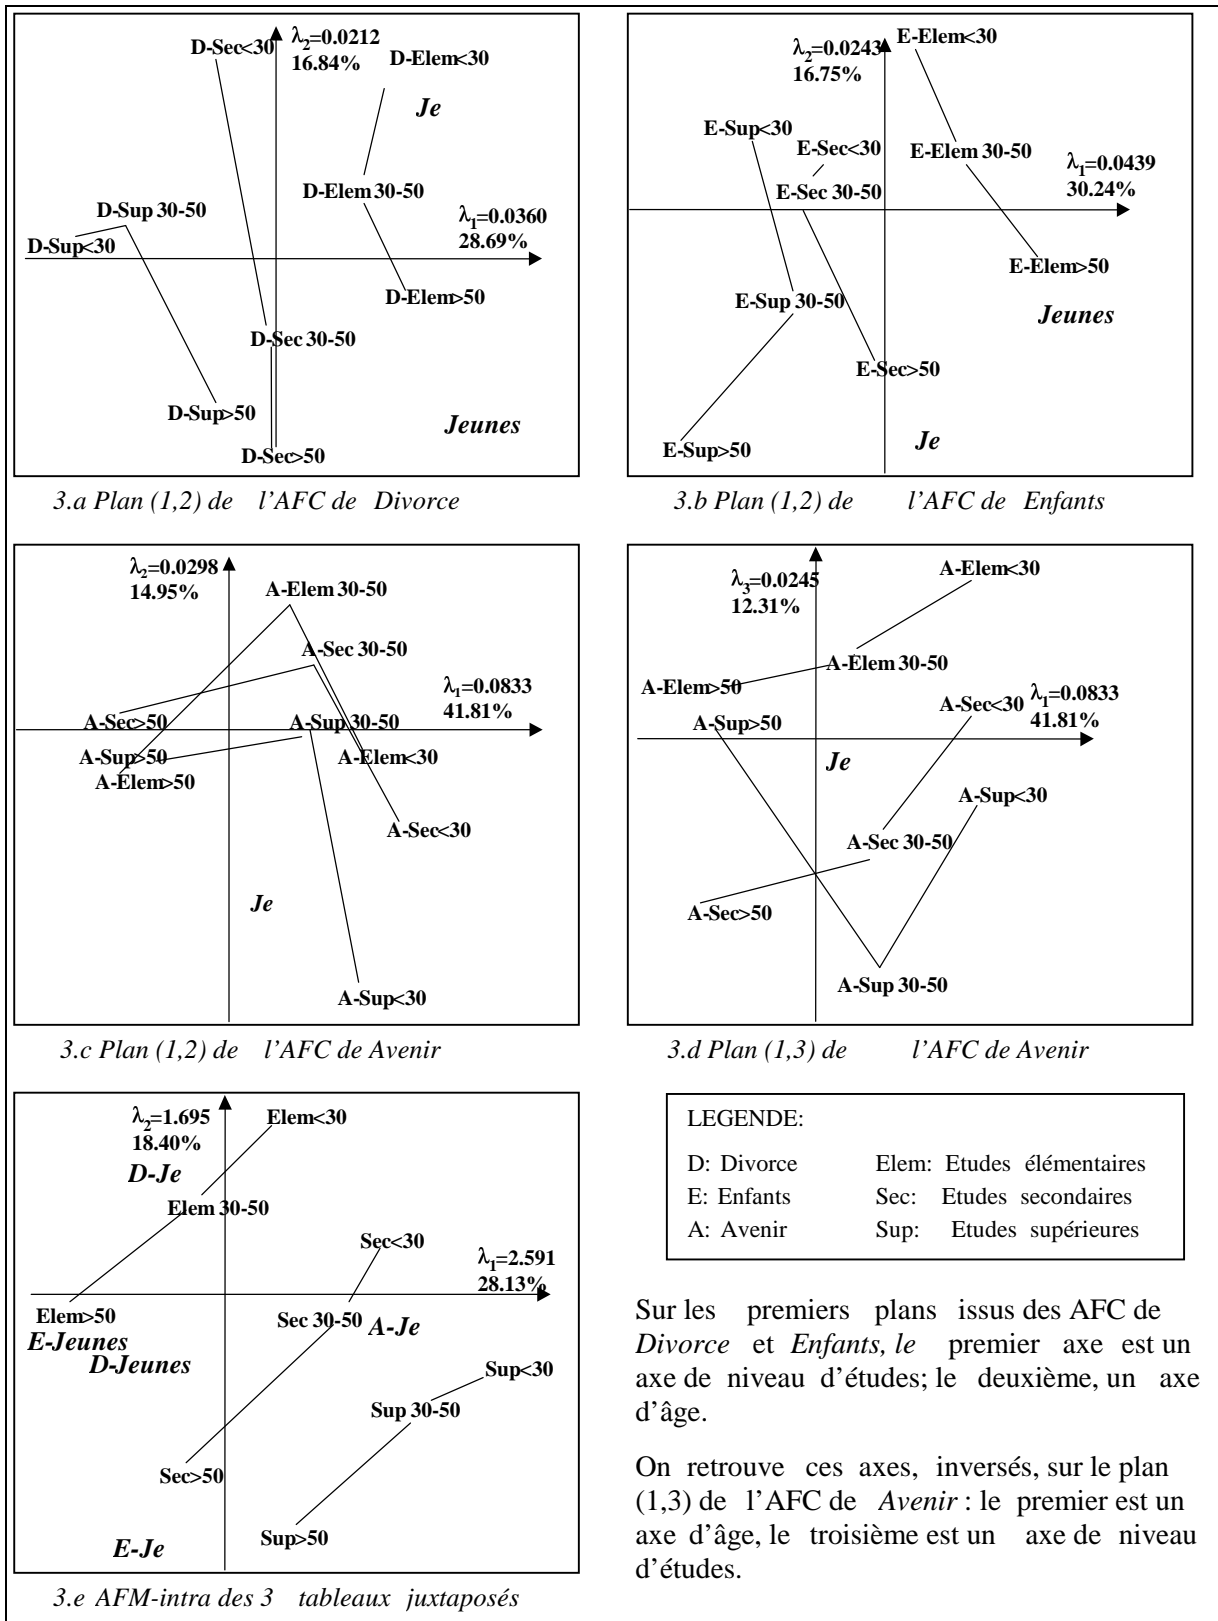 λ2=0.0212
16.84%
D-Sec<30
D-Elem<30
Je
D-Elem 30-50
D-Sup 30-50
λ1=0.0360
28.69%
D-Sup<30
D-Elem>50
D-Sec 30-50
D-Sup>50
Jeunes
D-Sec>50
3.a Plan (1,2) de l'AFC de Divorce
E-Elem<30
λ2=0.0243
16.75%
E-Sup<30
E-Sec<30
E-Elem 30-50
λ1=0.0439
30.24%
E-Sec 30-50
E-Elem>50
E-Sup 30-50
Jeunes
E-Sec>50
E-Sup>50
Je
3.b Plan (1,2) de l'AFC de Enfants
λ2=0.0298
14.95%
A-Elem 30-50
A-Sec 30-50
λ1=0.0833
41.81%
A-Sec>50
A-Sup 30-50
A-Sup>50
A-Elem<30
A-Elem>50
A-Sec<30
Je
A-Sup<30
3.c Plan (1,2) de l'AFC de Avenir
λ3=0.0245
12.31%
A-Elem<30
A-Elem 30-50
A-Elem>50
A-Sec<30
λ1=0.0833
41.81%
A-Sup>50
Je
A-Sup<30
A-Sec 30-50
A-Sec>50
A-Sup 30-50
3.d Plan (1,3) de l'AFC de Avenir
λ2=1.695
18.40%
Elem<30
D-Je
Elem 30-50
Sec<30
λ1=2.591
28.13%
Elem>50
Sec 30-50
A-Je
E-Jeunes
D-Jeunes
Sup<30
Sup 30-50
Sec>50
Sup>50
E-Je
3.e AFM-intra des 3 tableaux juxtaposés
LEGENDE:
D: Divorce Elem: Etudes élémentaires
E: Enfants Sec: Etudes secondaires
A: Avenir Sup: Etudes supérieures
Sur les premiers plans issus des AFC de
Divorce et Enfants, le premier axe est un
axe de niveau d'études; le deuxième, un axe
d'âge.
On retrouve ces axes, inversés, sur le plan
(1,3) de l'AFC de Avenir : le premier est un
axe d'âge, le troisième est un axe de niveau
d'études.